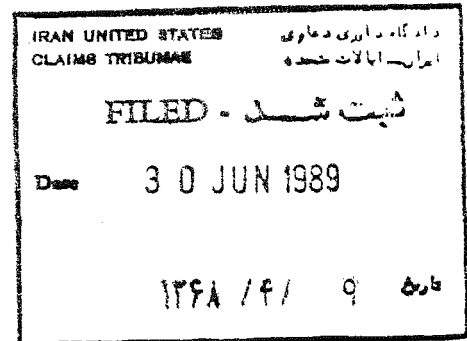 IRAN UNITED STATES
CLAIMS TRIBUNAL
دادگاه داوری دعاوی
ایران - ایالات متحده
FILED - ثبت شد
Date 30 JUN 1989
تاریخ ۱۳۶۸ /۴/ ۹